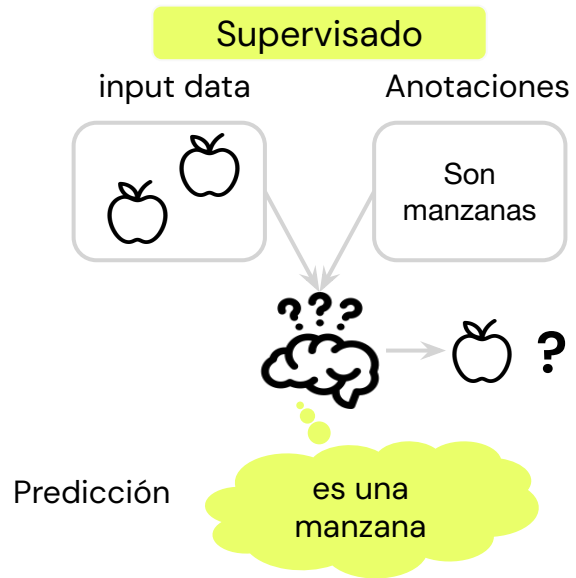 Supervisado
input data
Anotaciones
Son
manzanas
? ? ?
?
Predicción
es una
manzana